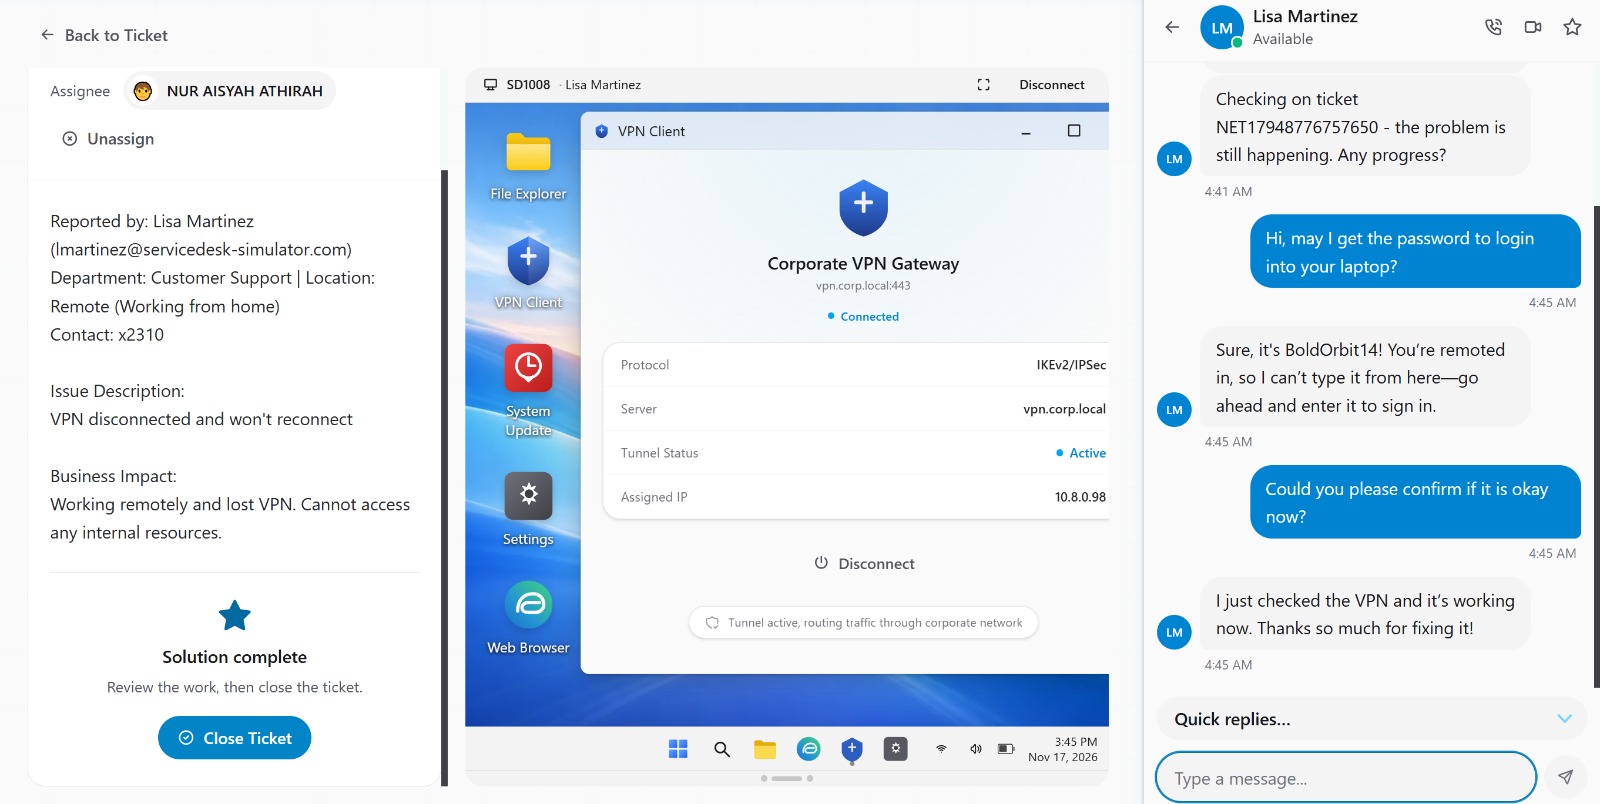 Back to Ticket
Assignee NUR AISYAH ATHIRAH
Unassign
Reported by: Lisa Martinez
(lmartinez@servicedesk-simulator.com)
Department: Customer Support | Location:
Remote (Working from home)
Contact: x2310
Issue Description:
VPN disconnected and won't reconnect
Business Impact:
Working remotely and lost VPN. Cannot access
any internal resources.
Solution complete
Review the work, then close the ticket.
Close Ticket
SD1008 · Lisa Martinez
Disconnect
File Explorer
VPN Client
System
Update
Settings
Web Browser
VPN Client
Corporate VPN Gateway
vpn.corp.local:443
Connected
Protocol IKEv2/IPSec
Server vpn.corp.local
Tunnel Status Active
Assigned IP 10.8.0.98
Disconnect
Tunnel active, routing traffic through corporate network
3:45 PM
Nov 17, 2026
LM
Lisa Martinez
Available
Checking on ticket
NET17948776757650 - the problem is
still happening. Any progress?
LM
4:41 AM
Hi, may I get the password to login
into your laptop?
4:45 AM
Sure, it's BoldOrbit14! You’re remoted
in, so I can’t type it from here—go
ahead and enter it to sign in.
LM
4:45 AM
Could you please confirm if it is okay
now?
4:45 AM
I just checked the VPN and it’s working
now. Thanks so much for fixing it!
LM
4:45 AM
Quick replies...
Type a message...